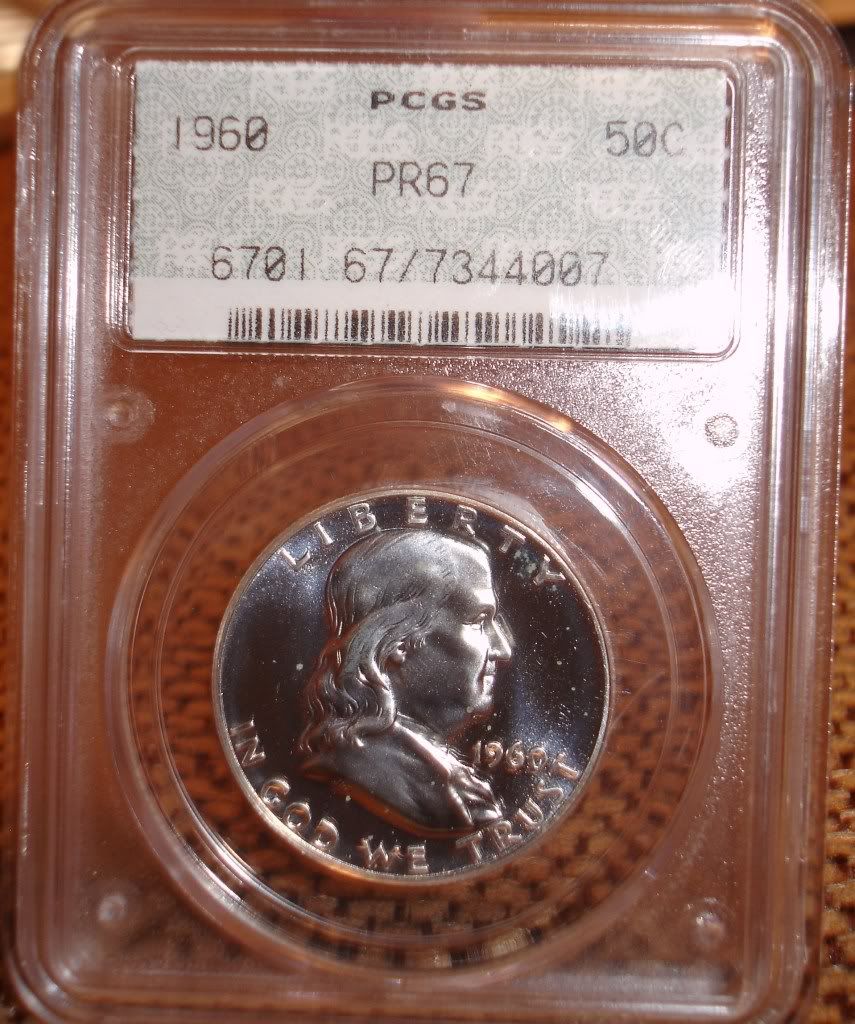 PCGS
1960 50C
PR67
6701 67/7344007
LIBERTY
1960
IN GOD WE TRUST